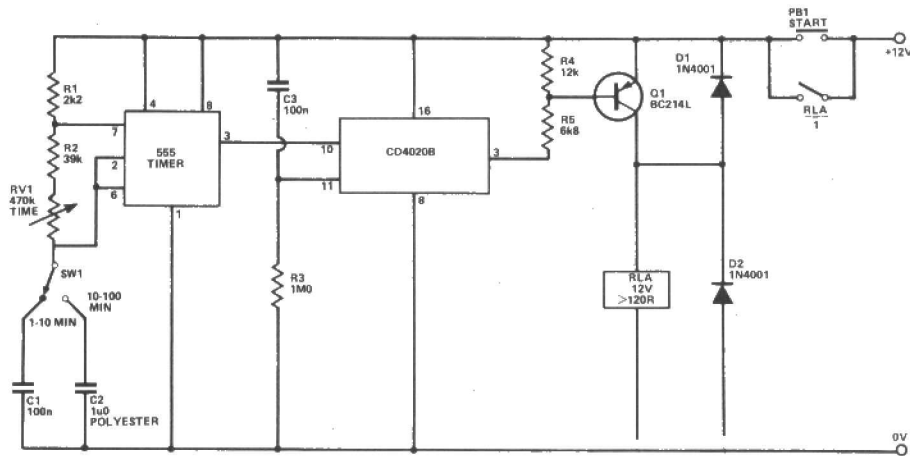 PB1
START
+12V
R1
2k2
4
8
C3
100n
R4
12k
D1
1N4001
Q1
BC214L
RLA
1
7
16
R2
39k
555
TIMER
3
10
CD4020B
3
R5
6k8
2
6
11
RV1
470k
TIME
1
8
SW1
R3
1M0
RLA
12V
>120R
D2
1N4001
10-100
MIN
1-10 MIN
C1
100n
C2
1u0
POLYESTER
0V